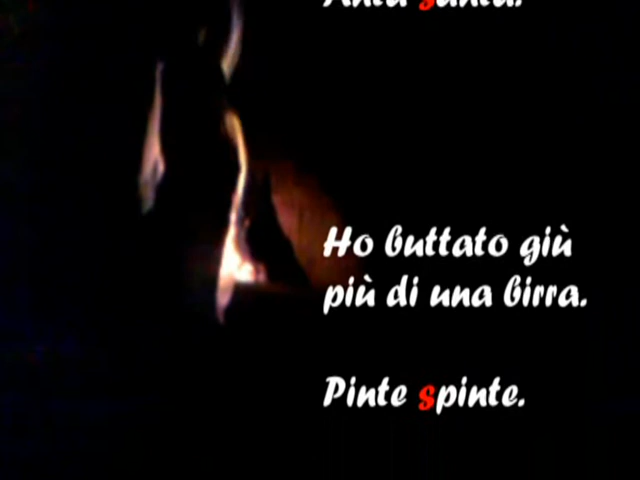 Ho buttato giù
più di una birra.
Pinte spinte.